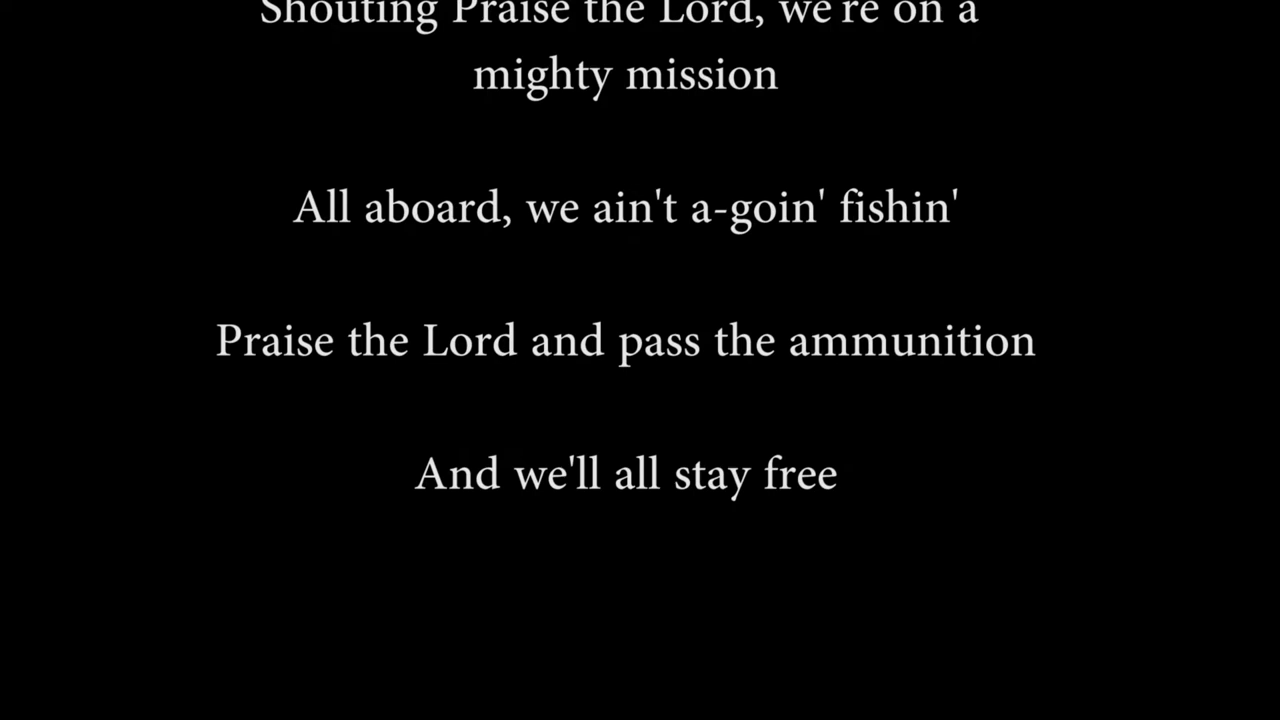 Shouting Praise the Lord, we're on a
mighty mission
All aboard, we ain't a-goin' fishin'
Praise the Lord and pass the ammunition
And we'll all stay free